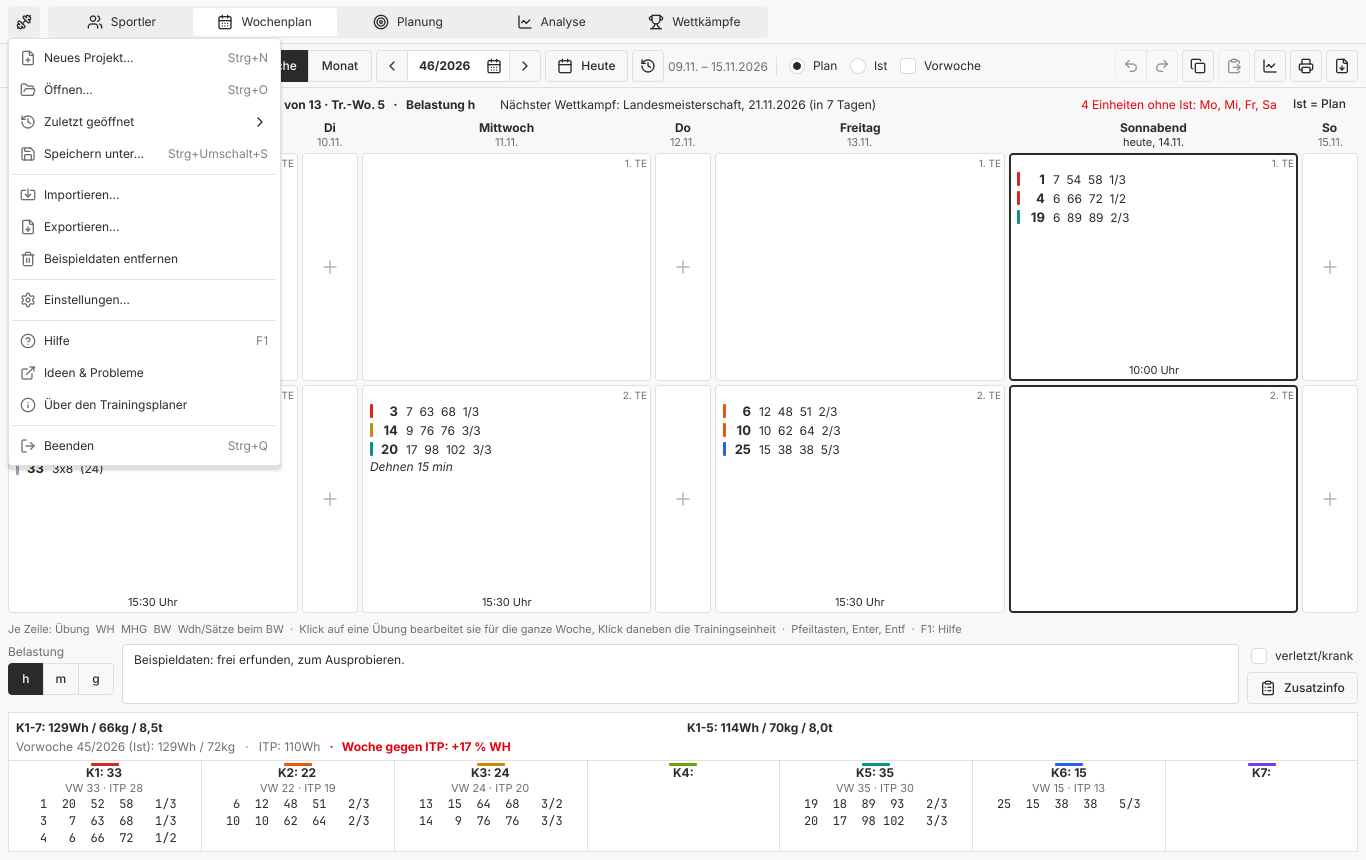 Sportler Wochenplan Planung Analyse Wettkämpfe
Neues Projekt... Strg+N
Öffnen... Strg+O
Zuletzt geöffnet
Speichern unter... Strg+Umschalt+S
Importieren...
Exportieren...
Beispieldaten entfernen
Einstellungen...
Hilfe F1
Ideen & Probleme
Über den Trainingsplaner
Beenden Strg+Q
Monat 46/2026 Heute 09.11. – 15.11.2026 Plan Ist Vorwoche
von 13 · Tr.-Wo. 5 · Belastung h Nächster Wettkampf: Landesmeisterschaft, 21.11.2026 (in 7 Tagen) 4 Einheiten ohne Ist: Mo, Mi, Fr, Sa Ist = Plan
Di Mittwoch Do Freitag Sonnabend So
10.11. 11.11. 12.11. 13.11. heute, 14.11. 15.11.
TE 1. TE 1. TE 1. TE
1 7 54 58 1/3
4 6 66 72 1/2
19 6 89 89 2/3
10:00 Uhr
TE 2. TE 2. TE 2. TE
3 7 63 68 1/3 6 12 48 51 2/3
14 9 76 76 3/3 10 10 62 64 2/3
20 17 98 102 3/3 25 15 38 38 5/3
33 3x8 (24) Dehnen 15 min
15:30 Uhr 15:30 Uhr 15:30 Uhr
Je Zeile: Übung WH MHG BW Wdh/Sätze beim BW · Klick auf eine Übung bearbeitet sie für die ganze Woche, Klick daneben die Trainingseinheit · Pfeiltasten, Enter, Entf · F1: Hilfe
Belastung
h m g
Beispieldaten: frei erfunden, zum Ausprobieren.
verletzt/krank
Zusatzinfo
K1-7: 129Wh / 66kg / 8,5t K1-5: 114Wh / 70kg / 8,0t
Vorwoche 45/2026 (Ist): 129Wh / 72kg · ITP: 110Wh · Woche gegen ITP: +17 % WH
K1: 33 K2: 22 K3: 24 K4: K5: 35 K6: 15 K7:
VW 33 · ITP 28 VW 22 · ITP 19 VW 24 · ITP 20 VW 35 · ITP 30 VW 15 · ITP 13
1 20 52 58 1/3 6 12 48 51 2/3 13 15 64 68 3/2 19 18 89 93 2/3 25 15 38 38 5/3
3 7 63 68 1/3 10 10 62 64 2/3 14 9 76 76 3/3 20 17 98 102 3/3
4 6 66 72 1/2